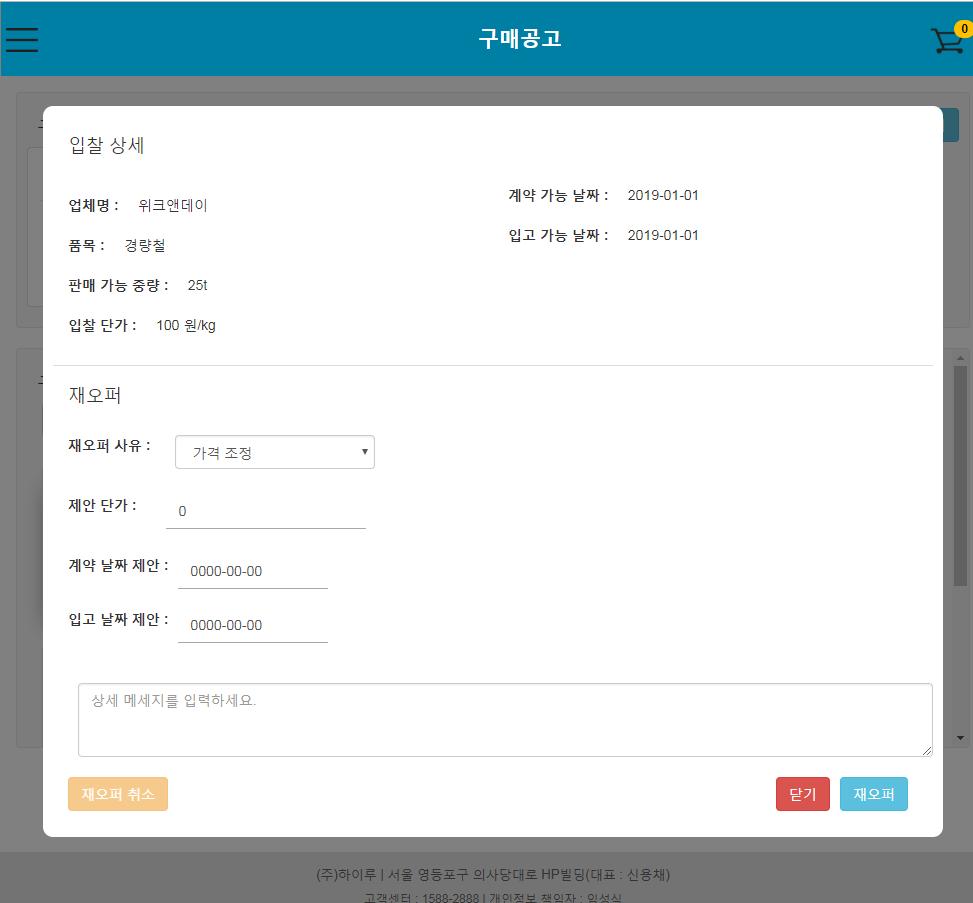 구매공고
0
입찰 상세
업체명 : 위크앤데이
품목 : 경량철
판매 가능 중량 : 25t
입찰 단가 : 100 원/kg
계약 가능 날짜 : 2019-01-01
입고 가능 날짜 : 2019-01-01
재오퍼
재오퍼 사유 : 가격 조정
제안 단가 : 0
계약 날짜 제안 : 0000-00-00
입고 날짜 제안 : 0000-00-00
상세 메세지를 입력하세요.
재오퍼 취소
닫기
재오퍼
(주)하이루 | 서울 영등포구 의사당대로 HP빌딩(대표 : 신용채)
고객센터 : 1588-2888 | 개인정보 책임자 : 임성식